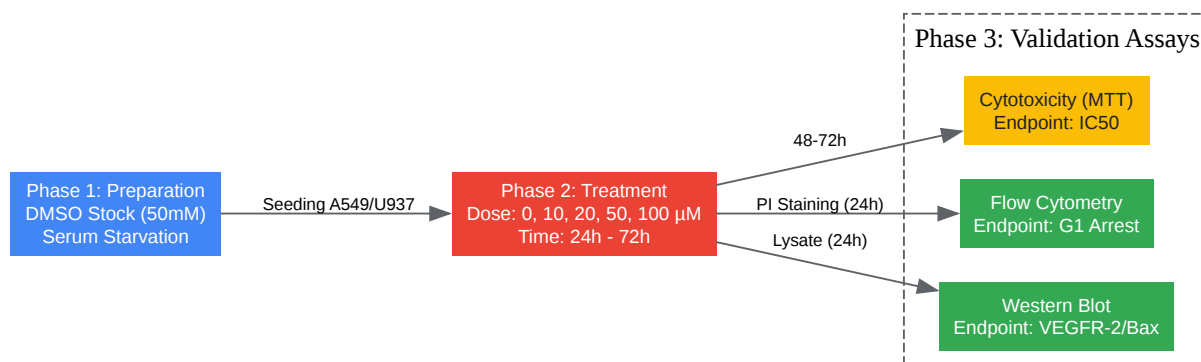 Phase 3: Validation Assays
Cytotoxicity (MTT)
Endpoint: IC50
48-72h
Phase 1: Preparation
DMSO Stock (50mM)
Serum Starvation
Seeding A549/U937
Phase 2: Treatment
Dose: 0, 10, 20, 50, 100 µM
Time: 24h - 72h
PI Staining (24h)
Flow Cytometry
Endpoint: G1 Arrest
Lysate (24h)
Western Blot
Endpoint: VEGFR-2/Bax